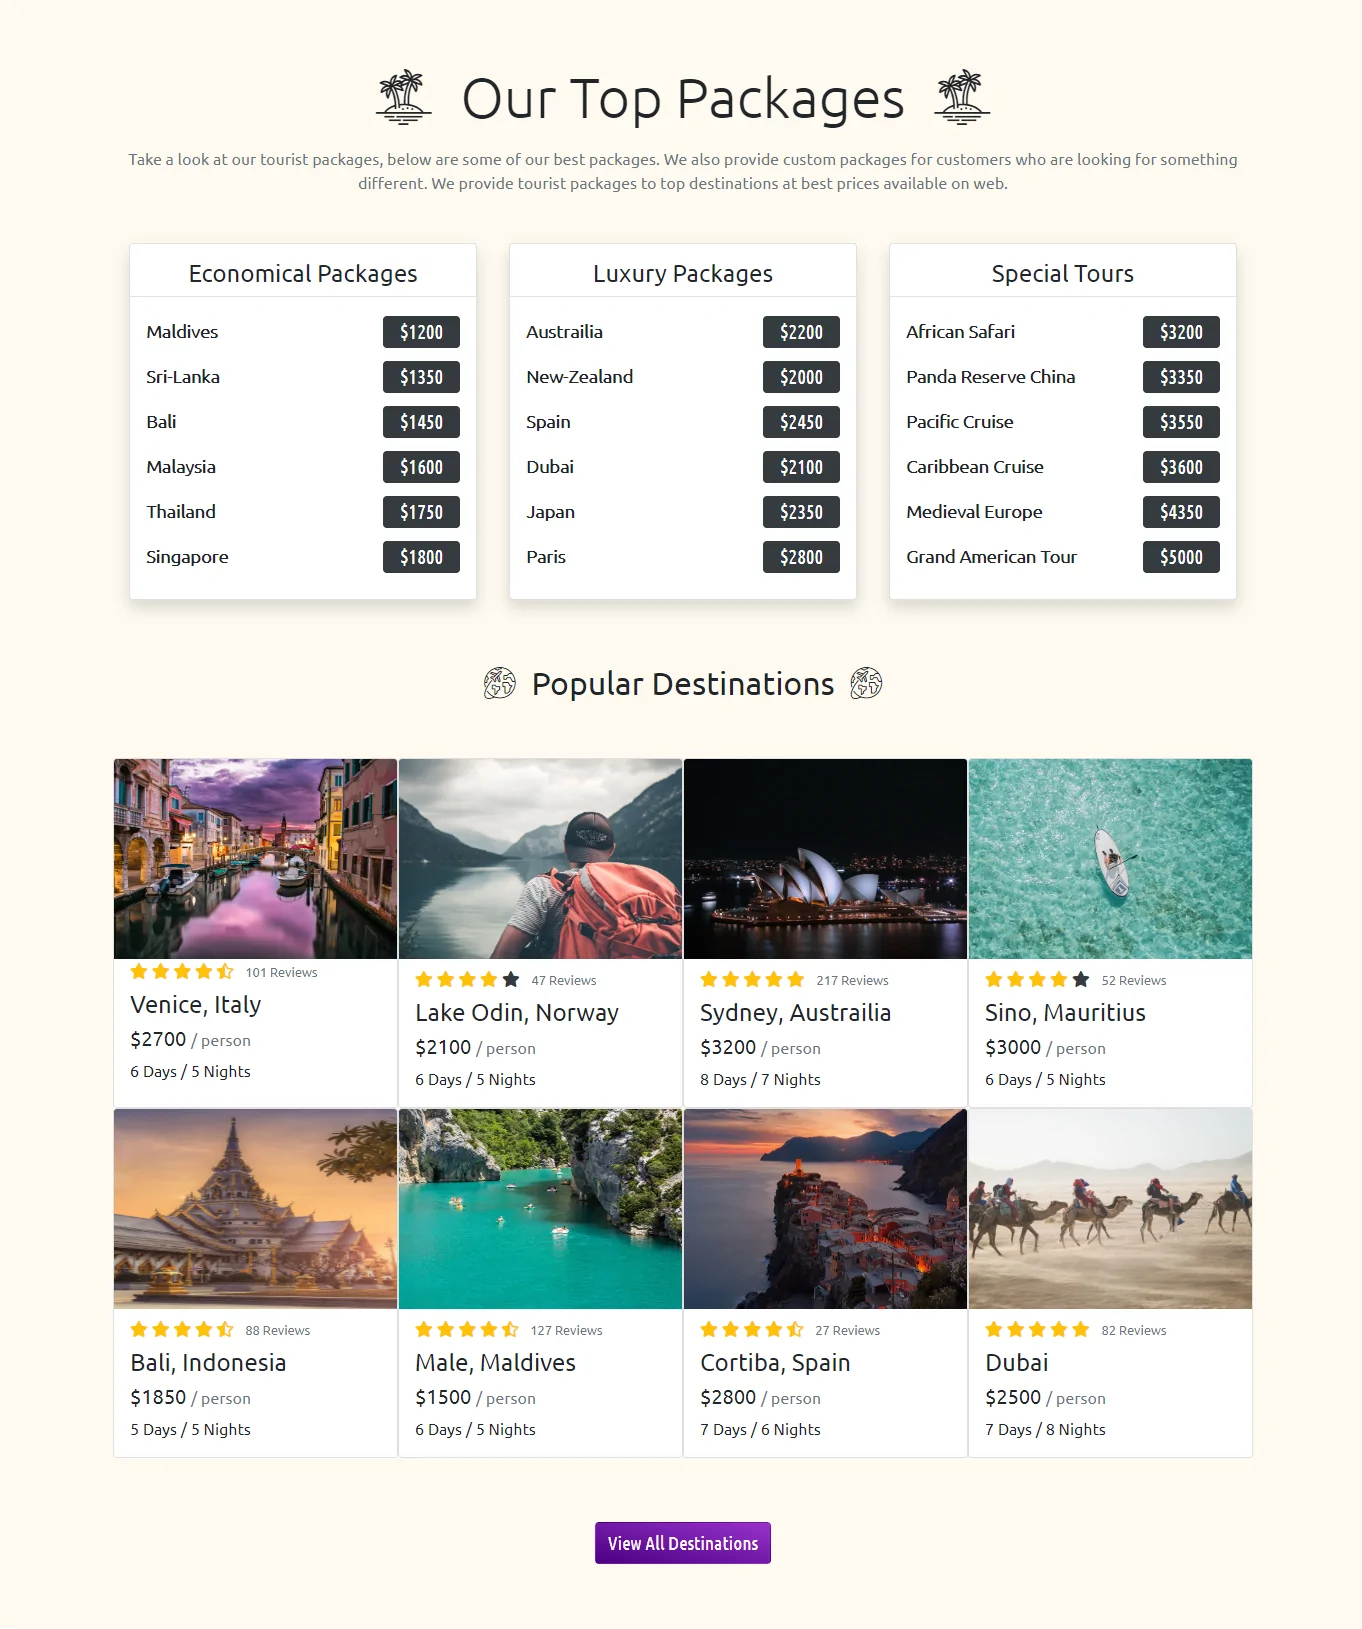 Our Top Packages
Take a look at our tourist packages, below are some of our best packages. We also provide custom packages for customers who are looking for something
different. We provide tourist packages to top destinations at best prices available on web.
Economical Packages
Maldives $1200
Sri-Lanka $1350
Bali $1450
Malaysia $1600
Thailand $1750
Singapore $1800
Luxury Packages
Austrailia $2200
New-Zealand $2000
Spain $2450
Dubai $2100
Japan $2350
Paris $2800
Special Tours
African Safari $3200
Panda Reserve China $3350
Pacific Cruise $3550
Caribbean Cruise $3600
Medieval Europe $4350
Grand American Tour $5000
Popular Destinations
101 Reviews
Venice, Italy
$2700 / person
6 Days / 5 Nights
47 Reviews
Lake Odin, Norway
$2100 / person
6 Days / 5 Nights
217 Reviews
Sydney, Austrailia
$3200 / person
8 Days / 7 Nights
52 Reviews
Sino, Mauritius
$3000 / person
6 Days / 5 Nights
88 Reviews
Bali, Indonesia
$1850 / person
5 Days / 5 Nights
127 Reviews
Male, Maldives
$1500 / person
6 Days / 5 Nights
27 Reviews
Cortiba, Spain
$2800 / person
7 Days / 6 Nights
82 Reviews
Dubai
$2500 / person
7 Days / 8 Nights
View All Destinations